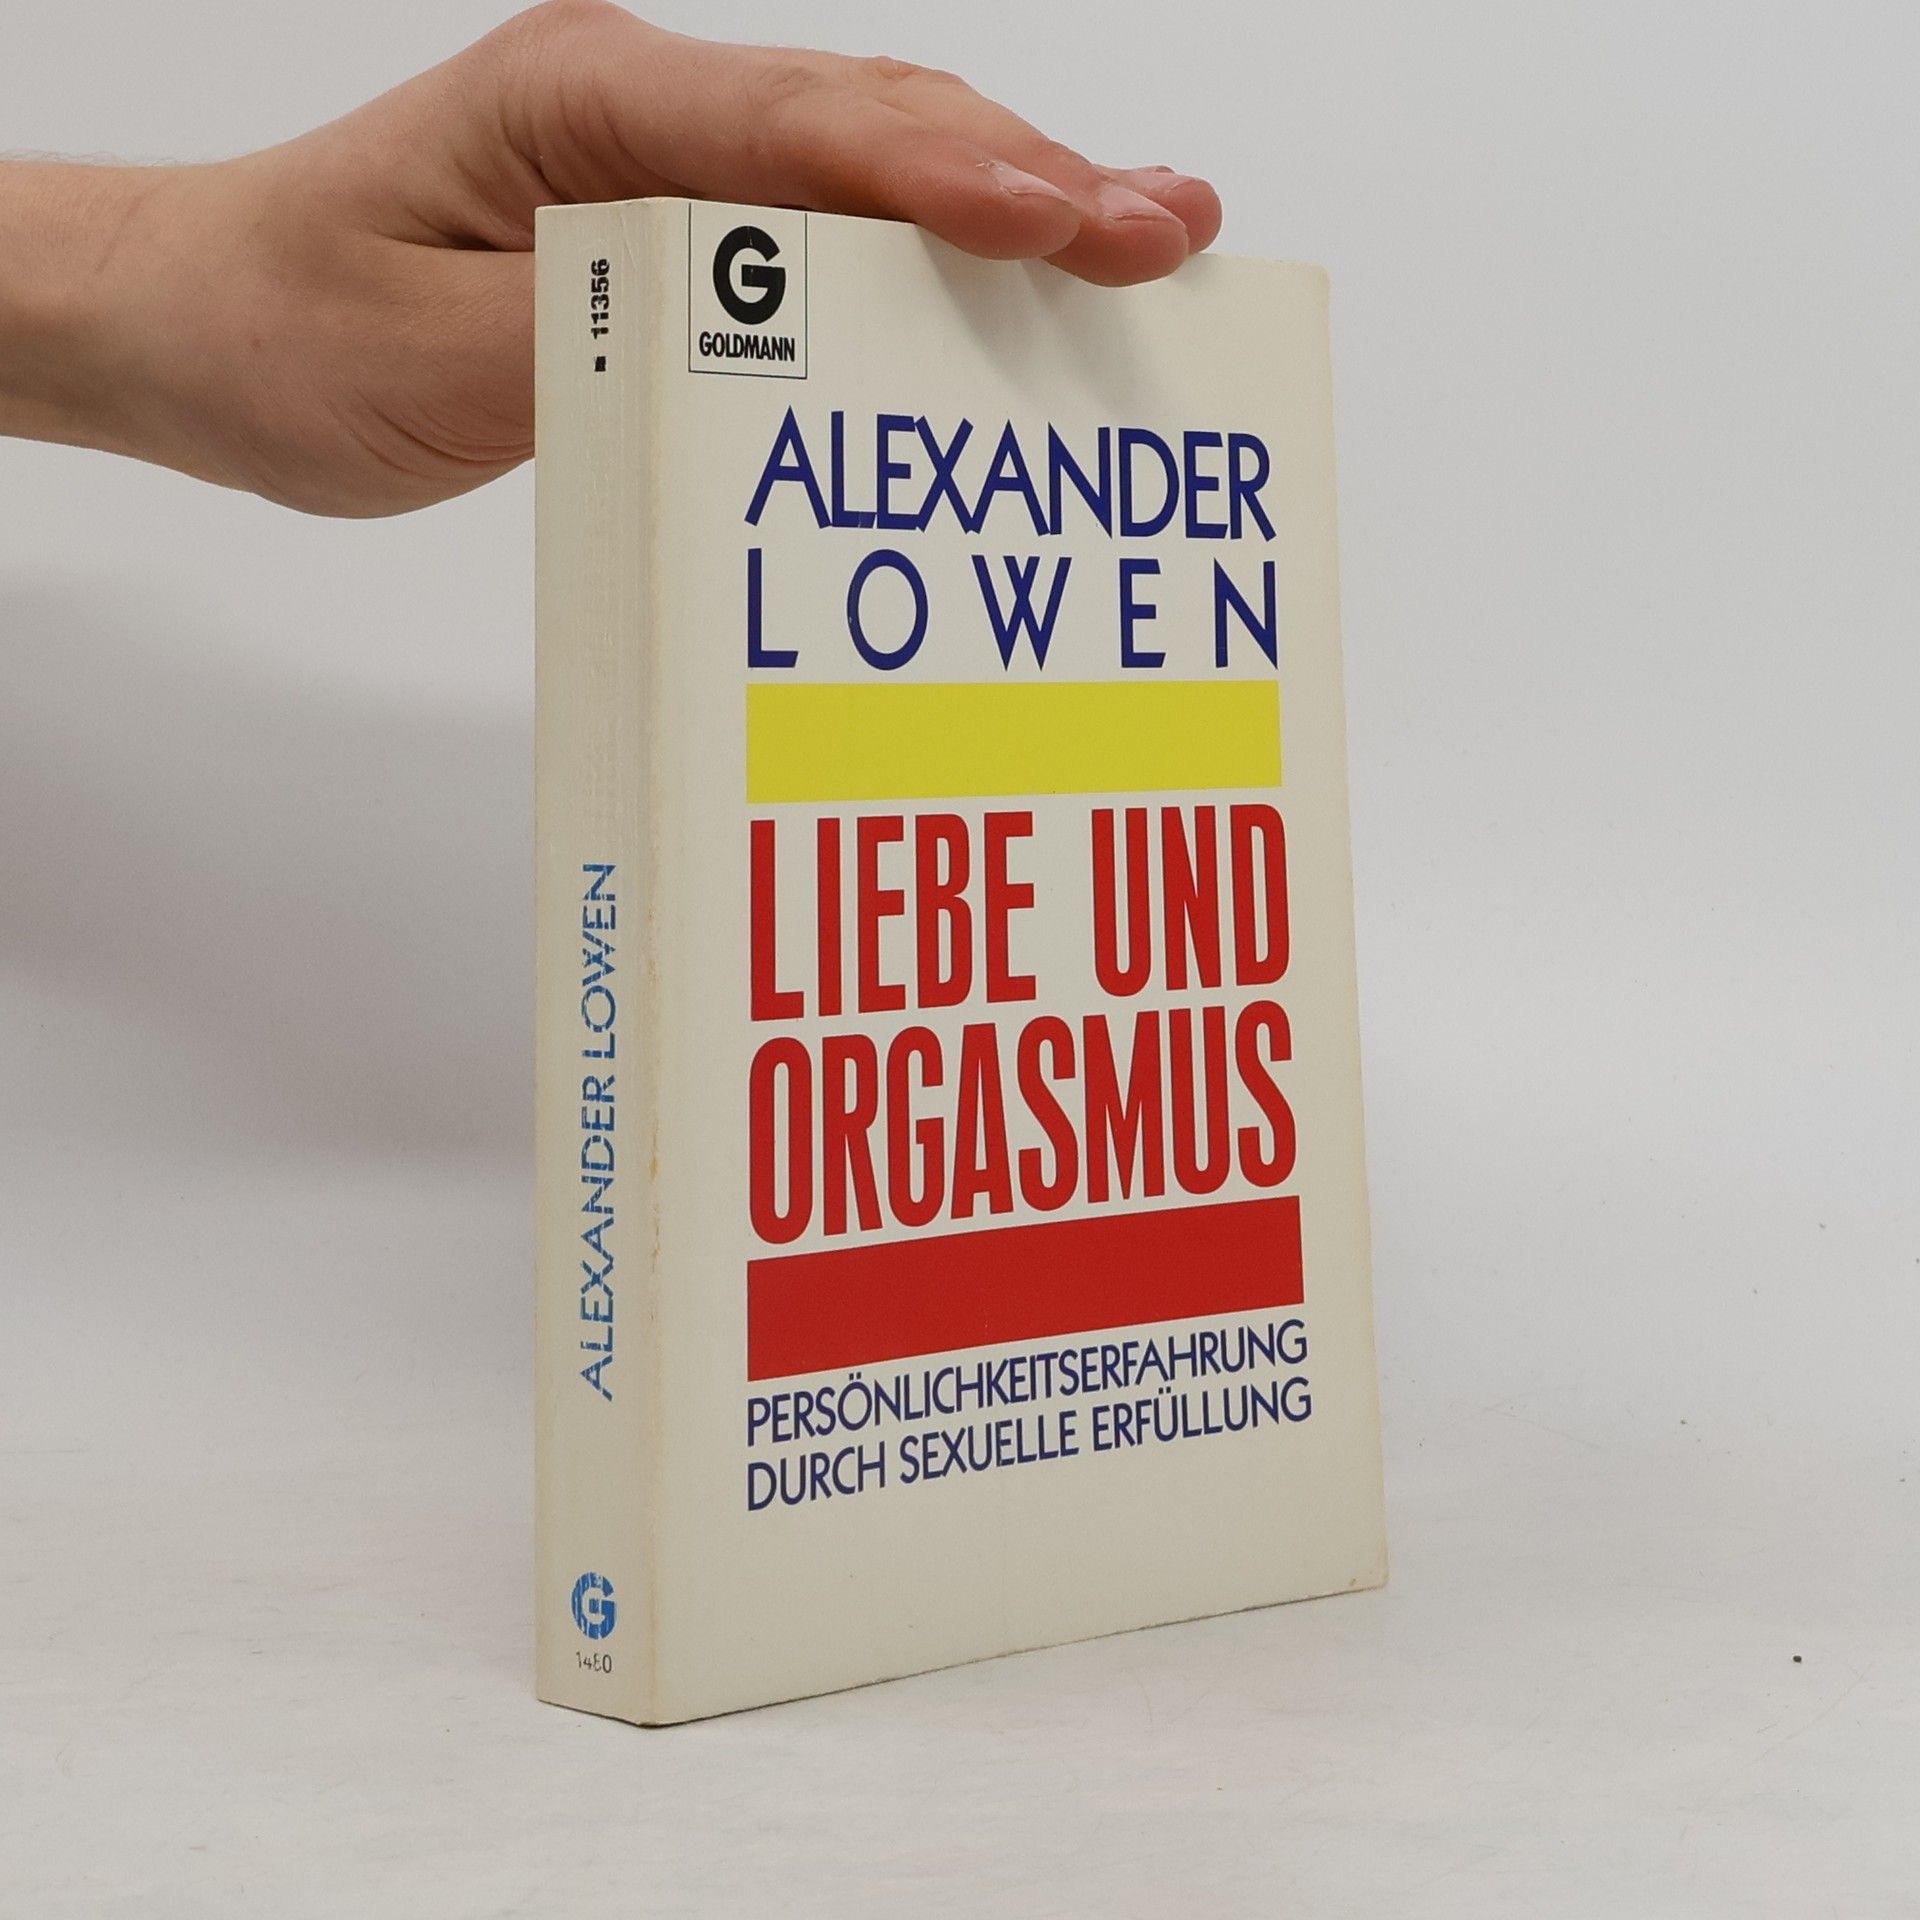 11356
ALEXANDER LOWEN
G
1480
G
GOLDMANN
ALEXANDER
LOWEN
LIEBE UND
ORGASMUS
PERSÖNLICHKEITSERFAHRUNG
DURCH SEXUELLE ERFÜLLUNG